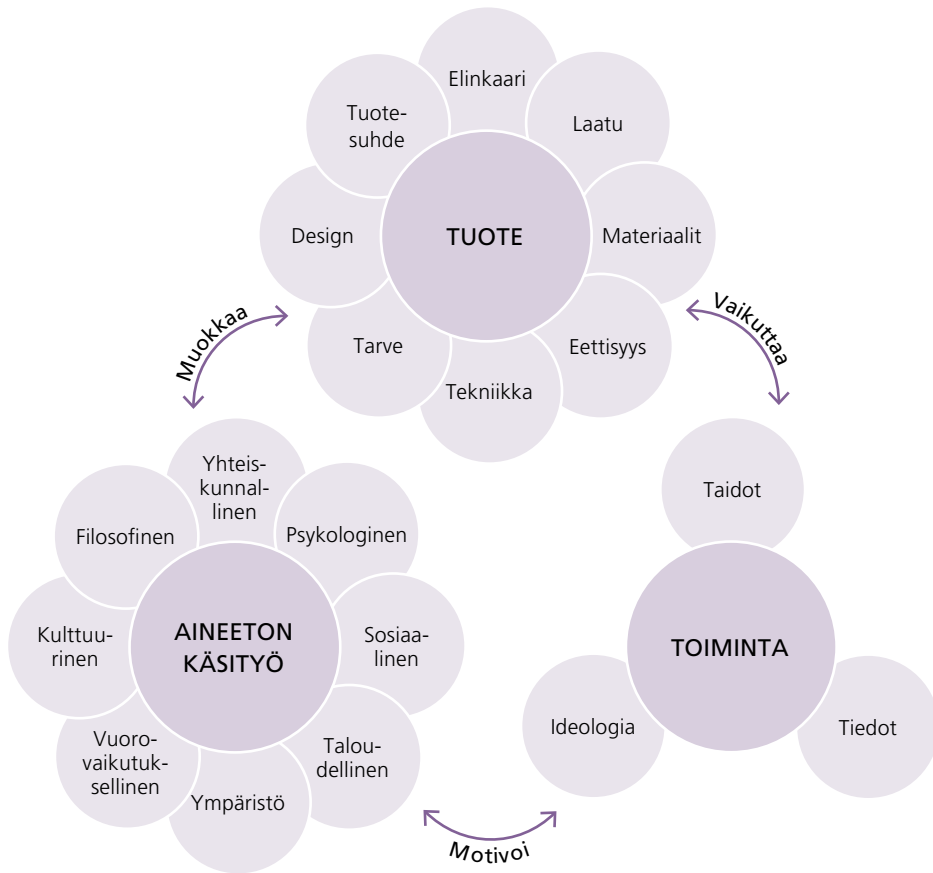 Elinkaari
Tuote-
suhde
Laatu
Design
TUOTE
Materiaalit
Tarve
Eettisyys
Tekniikka
Muokkaa
Vaikuttaa
Yhteis-
kunnal-
linen
Filosofinen
Psykologinen
Kulttuu-
rinen
AINEETON
KÄSITYÖ
Sosiaa-
linen
Vuoro-
vaikutuk-
sellinen
Talou-
dellinen
Ympäristö
Taidot
TOIMINTA
Ideologia
Tiedot
Motivoi